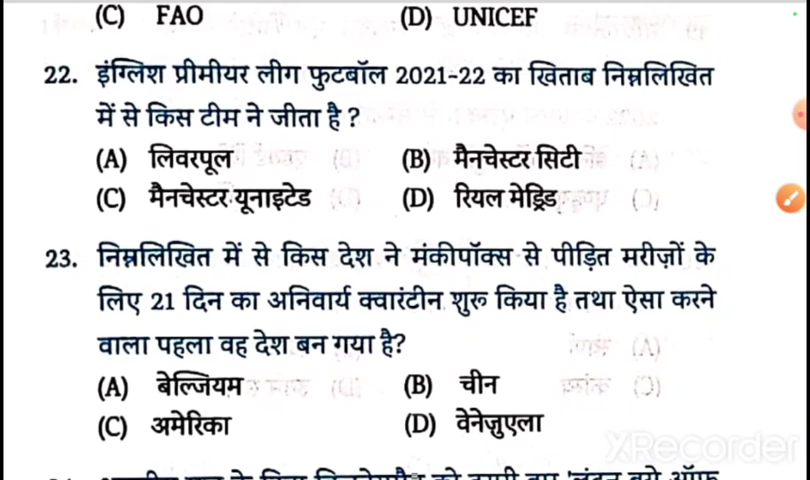 (C) FAO (D) UNICEF
22. इंग्लिश प्रीमीयर लीग फुटबॉल 2021-22 का खिताब निम्नलिखित
में से किस टीम ने जीता है ?
(A) लिवरपूल (B) मैनचेस्टर सिटी
(C) मैनचेस्टर यूनाइटेड (D) रियल मेड्रिड
23. निम्नलिखित में से किस देश ने मंकीपॉक्स से पीड़ित मरीज़ों के
लिए 21 दिन का अनिवार्य क्वारंटीन शुरू किया है तथा ऐसा करने
वाला पहला वह देश बन गया है?
(A) बेल्जियम (B) चीन
(C) अमेरिका (D) वेनेज़ुएला
XRecorder